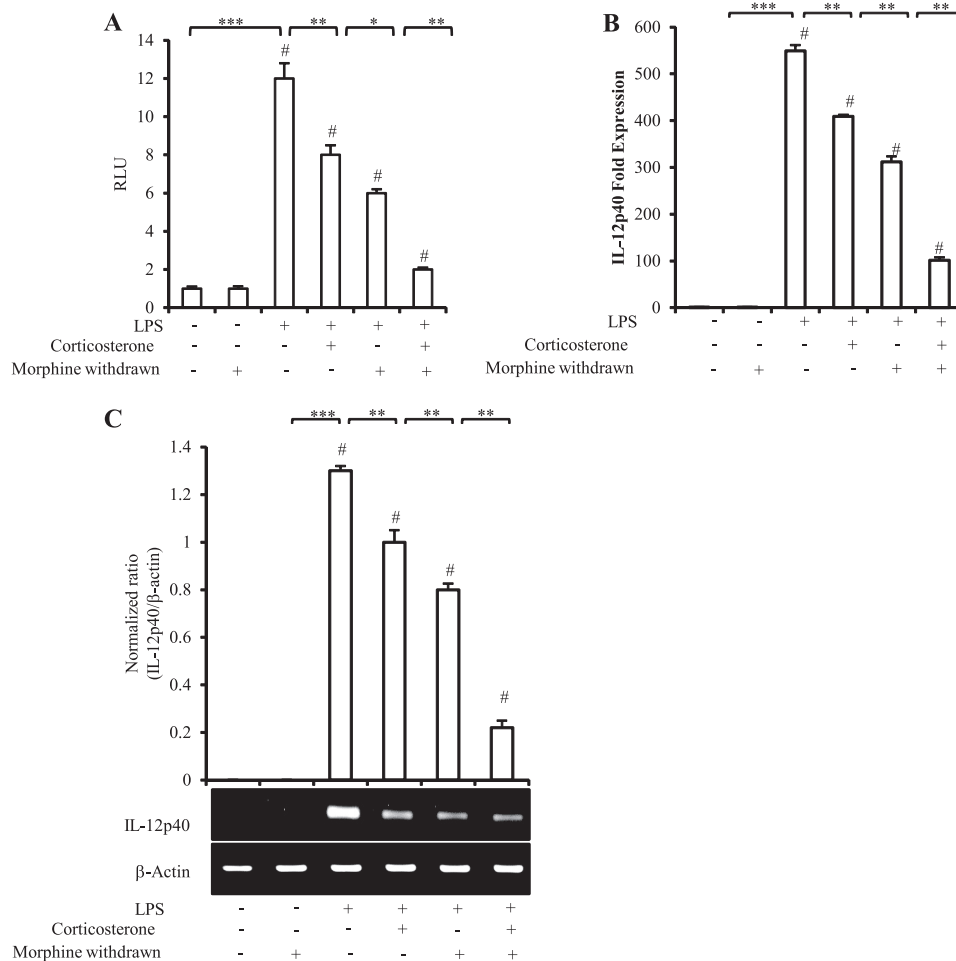 A
*** ** * **
14
12
10
8
6
4
2
0
RLU
# # # #
LPS - - + + + +
Corticosterone - - - + - +
Morphine withdrawn - + - - + +
B
*** ** ** **
600
500
400
300
200
100
0
IL-12p40 Fold Expression
# # # #
LPS - - + + + +
Corticosterone - - - + - +
Morphine withdrawn - + - - + +
C
*** ** ** **
1.4
1.2
1
0.8
0.6
0.4
0.2
0
Normalized ratio
(IL-12p40/β-actin)
# # # #
IL-12p40
β-Actin
LPS - - + + + +
Corticosterone - - - + - +
Morphine withdrawn - + - - + +